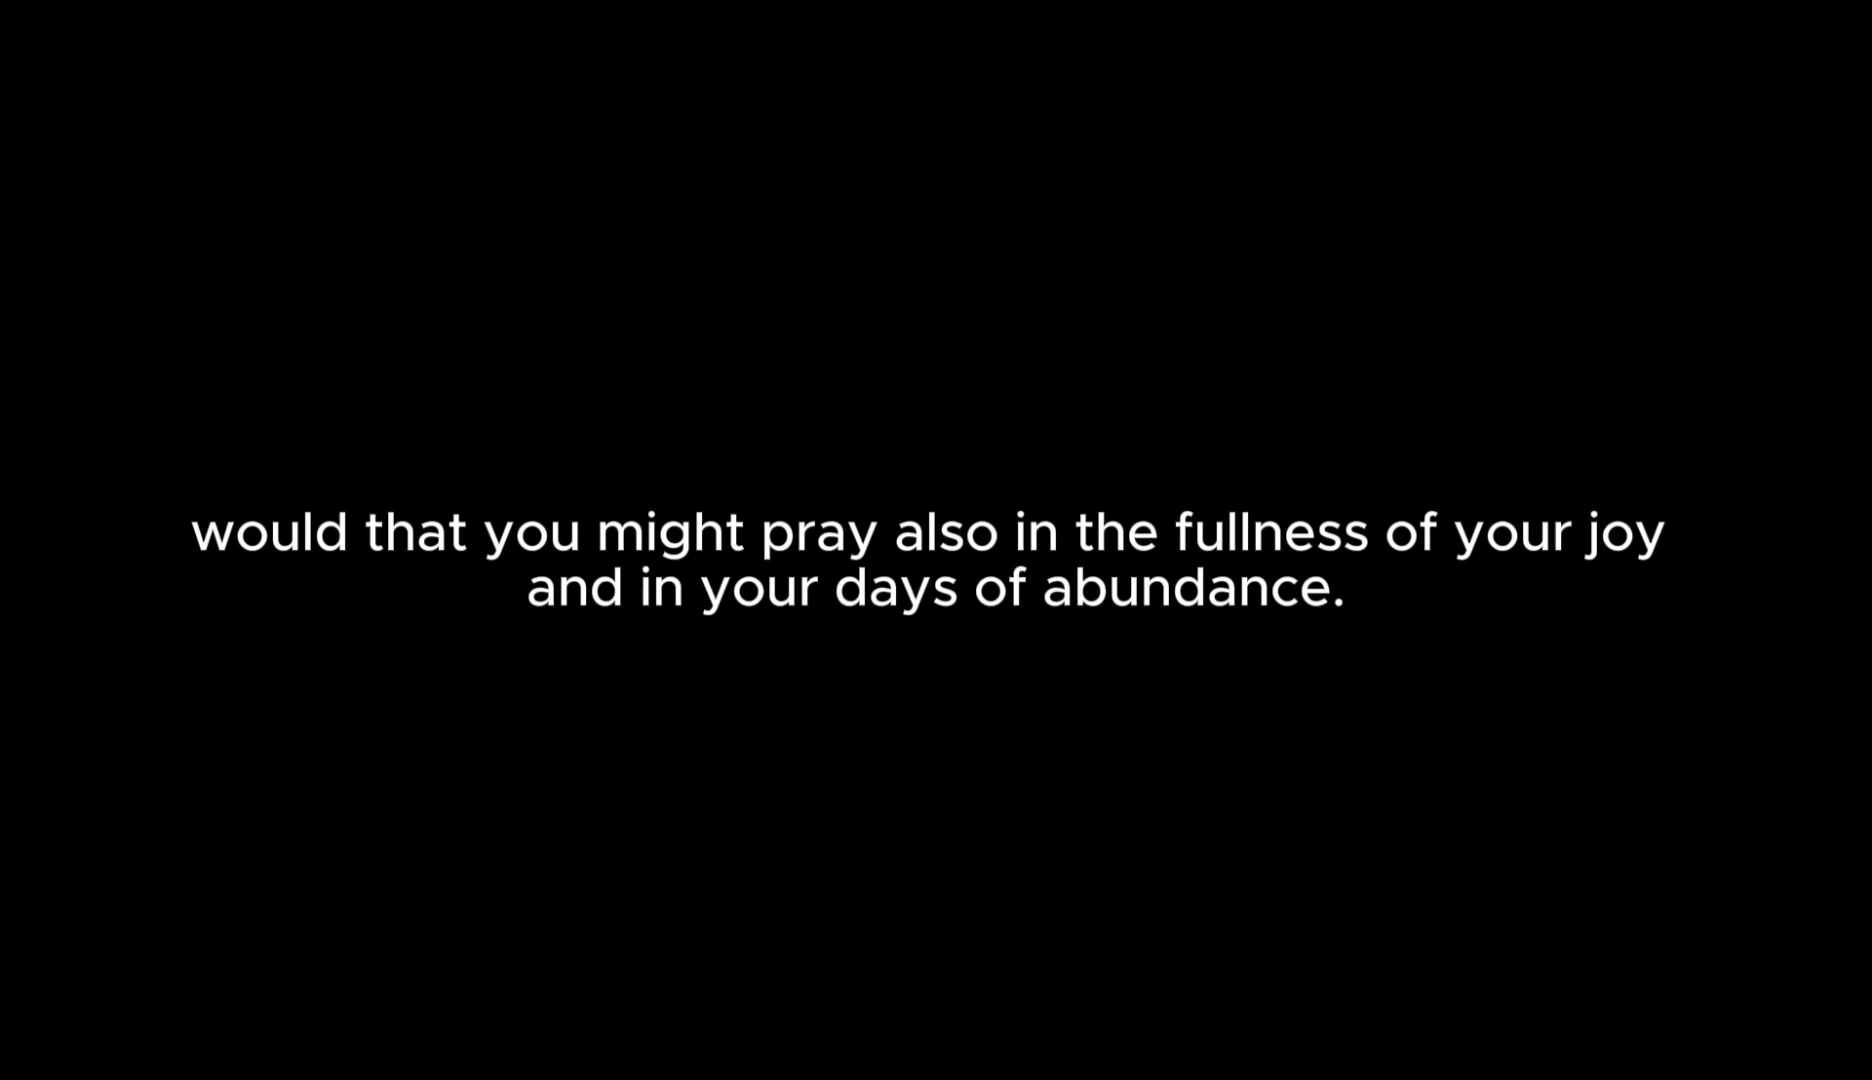 would that you might pray also in the fullness of your joy
and in your days of abundance.